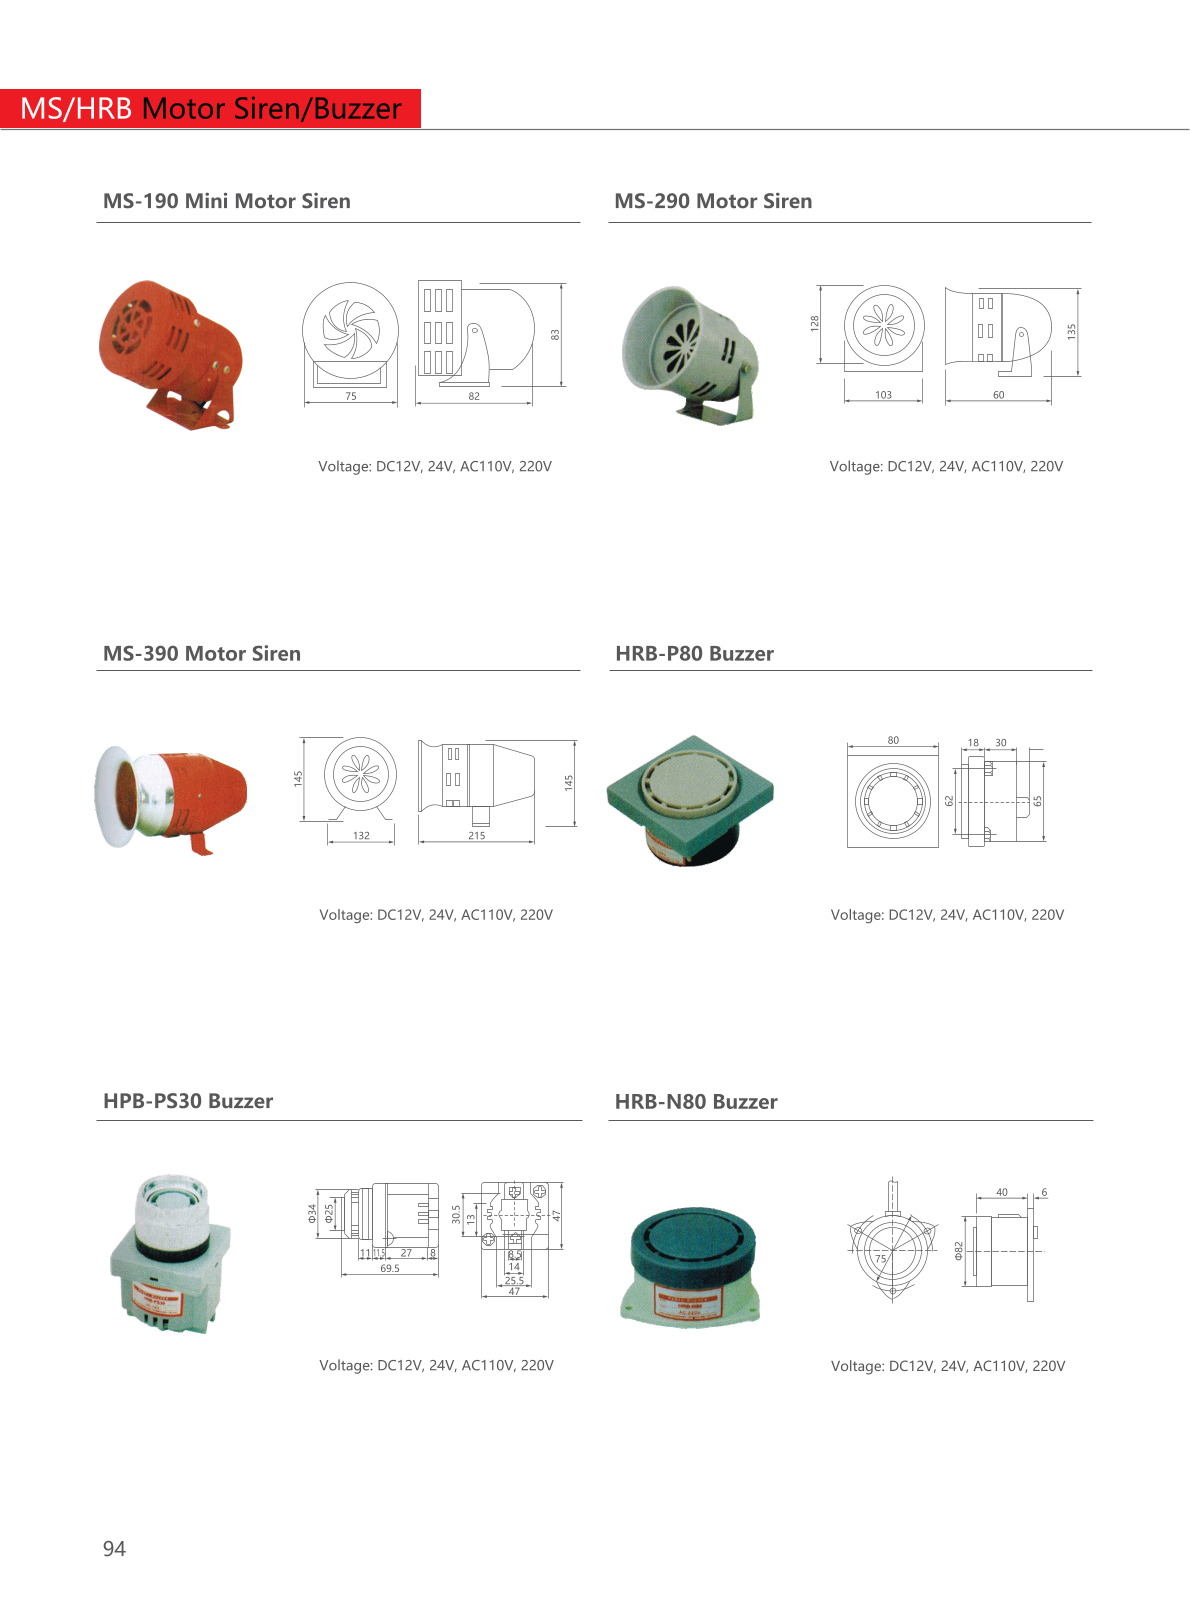 MS/HRB Motor Siren/Buzzer
MS-190 Mini Motor Siren
83
75
82
Voltage: DC12V, 24V, AC110V, 220V
MS-290 Motor Siren
128
135
103
60
Voltage: DC12V, 24V, AC110V, 220V
MS-390 Motor Siren
145
145
132
215
Voltage: DC12V, 24V, AC110V, 220V
HRB-P80 Buzzer
80
18
30
62
65
Voltage: DC12V, 24V, AC110V, 220V
HPB-PS30 Buzzer
Φ34
Φ25
11
11.5
27
8
69.5
30.5
13
47
8.5
14
25.5
47
Voltage: DC12V, 24V, AC110V, 220V
HRB-N80 Buzzer
75
40
6
Φ82
Voltage: DC12V, 24V, AC110V, 220V
94